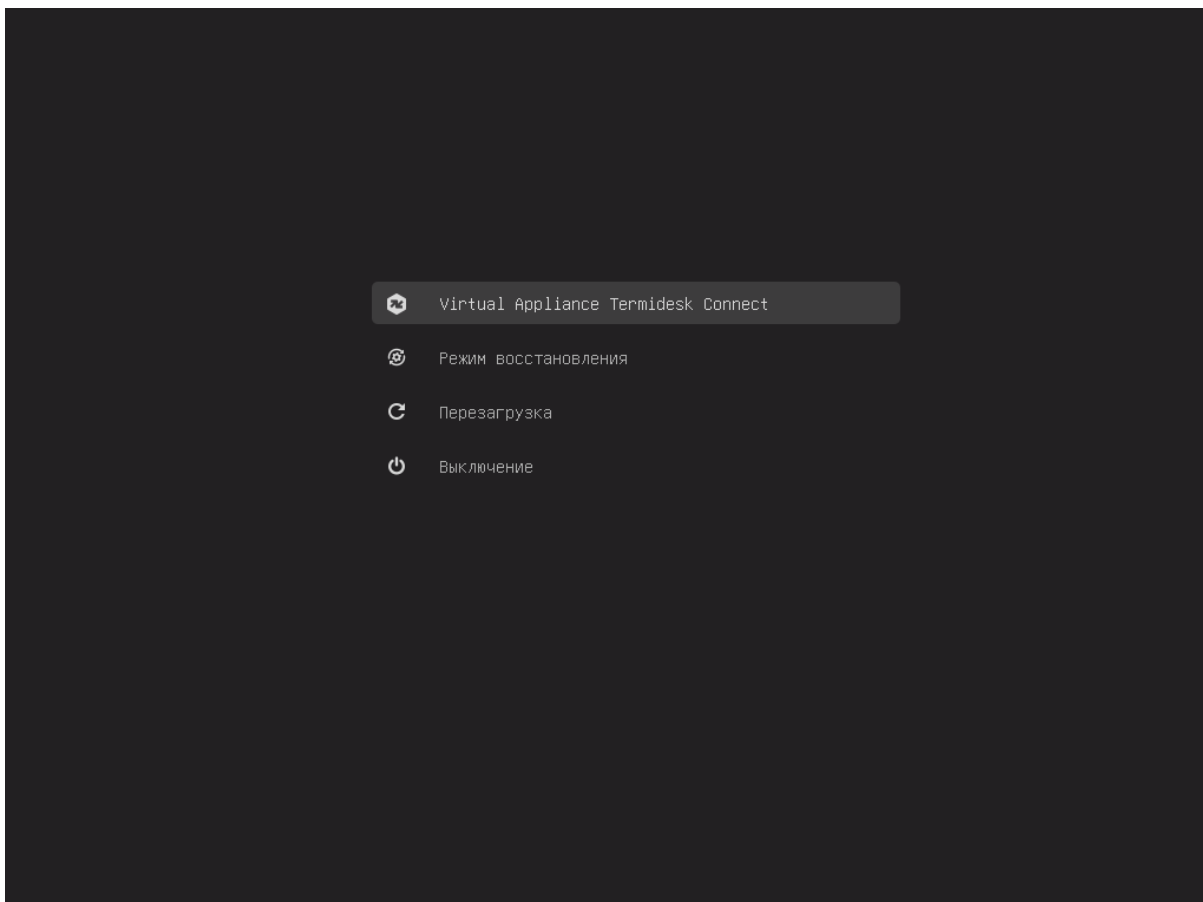 Virtual Appliance Termidesk Connect
Режим восстановления
Перезагрузка
Выключение